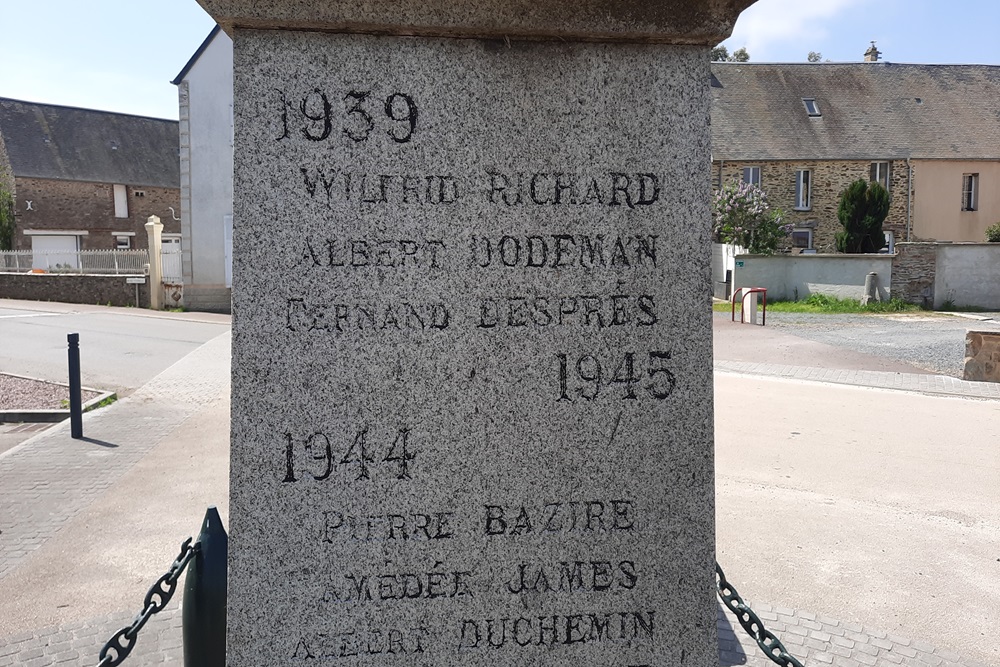 1939
WILFRID RICHARD
ALBERT DODEMAN
FERNAND DESPRÉS
1945
1944
PIERRE BAZIRE
AMÉDÉE JAMES
ALBERT DUCHEMIN